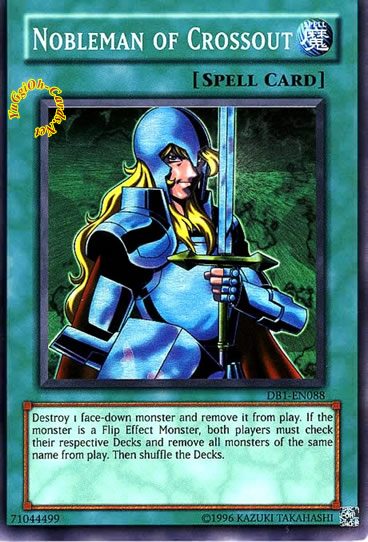 NOBLEMAN OF CROSSOUT
SPELL
魔
[SPELL CARD]
YuGiOh-Cards.Net
DB1-EN088
Destroy 1 face-down monster and remove it from play. If the
monster is a Flip Effect Monster, both players must check
their respective Decks and remove all monsters of the same
name from play. Then shuffle the Decks.
71044499
©1996 KAZUKI TAKAHASHI